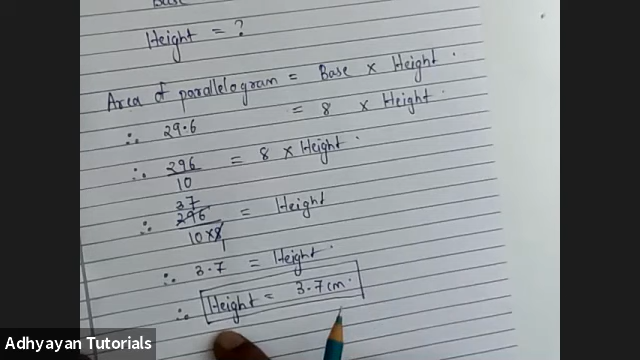 Base
Height = ?
Area of parallelogram = Base × Height.
∴ 29.6 = 8 × Height.
∴ 296/10 = 8 × Height.
37
∴ 296/10×8 = Height
1
∴ 3.7 = Height.
∴ Height = 3.7 cm.
Adhyayan Tutorials